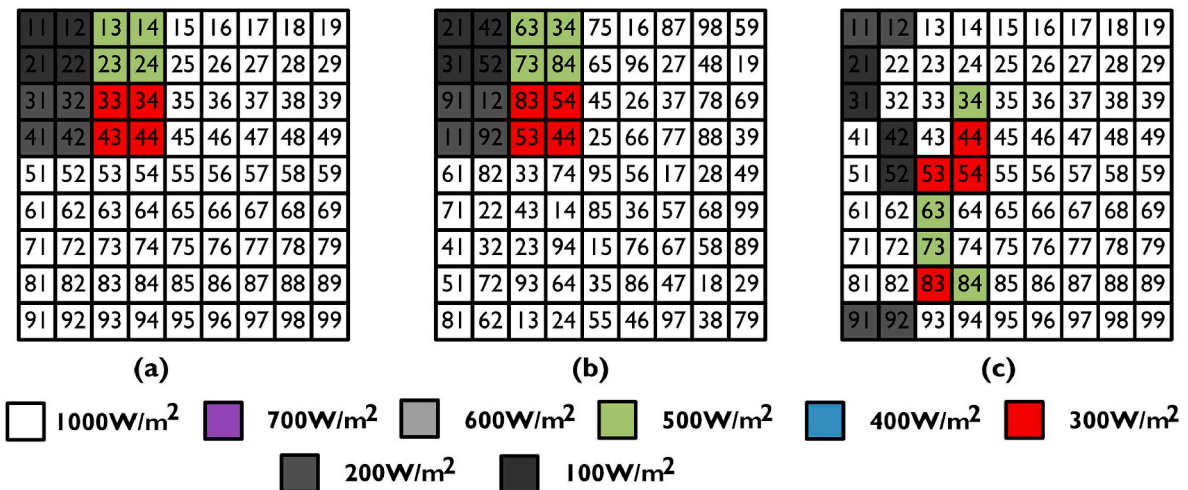 11 12 13 14 15 16 17 18 19 21 42 63 34 75 16 87 98 59 11 12 13 14 15 16 17 18 19
21 22 23 24 25 26 27 28 29 31 52 73 84 65 96 27 48 19 21 22 23 24 25 26 27 28 29
31 32 33 34 35 36 37 38 39 91 12 83 54 45 26 37 78 69 31 32 33 34 35 36 37 38 39
41 42 43 44 45 46 47 48 49 11 92 53 44 25 66 77 88 39 41 42 43 44 45 46 47 48 49
51 52 53 54 55 56 57 58 59 61 82 33 74 95 56 17 28 49 51 52 53 54 55 56 57 58 59
61 62 63 64 65 66 67 68 69 71 22 43 14 85 36 57 68 99 61 62 63 64 65 66 67 68 69
71 72 73 74 75 76 77 78 79 41 32 23 94 15 76 67 58 89 71 72 73 74 75 76 77 78 79
81 82 83 84 85 86 87 88 89 51 72 93 64 35 86 47 18 29 81 82 83 84 85 86 87 88 89
91 92 93 94 95 96 97 98 99 81 62 13 24 55 46 97 38 79 91 92 93 94 95 96 97 98 99
(a) (b) (c)
1000W/m² 700W/m² 600W/m² 500W/m² 400W/m² 300W/m²
200W/m² 100W/m²